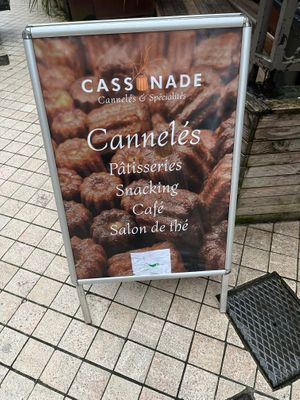 CASSONADE
Cannelés & Spécialités
Cannelés
Pâtisseries
Snacking
Café
Salon de thé